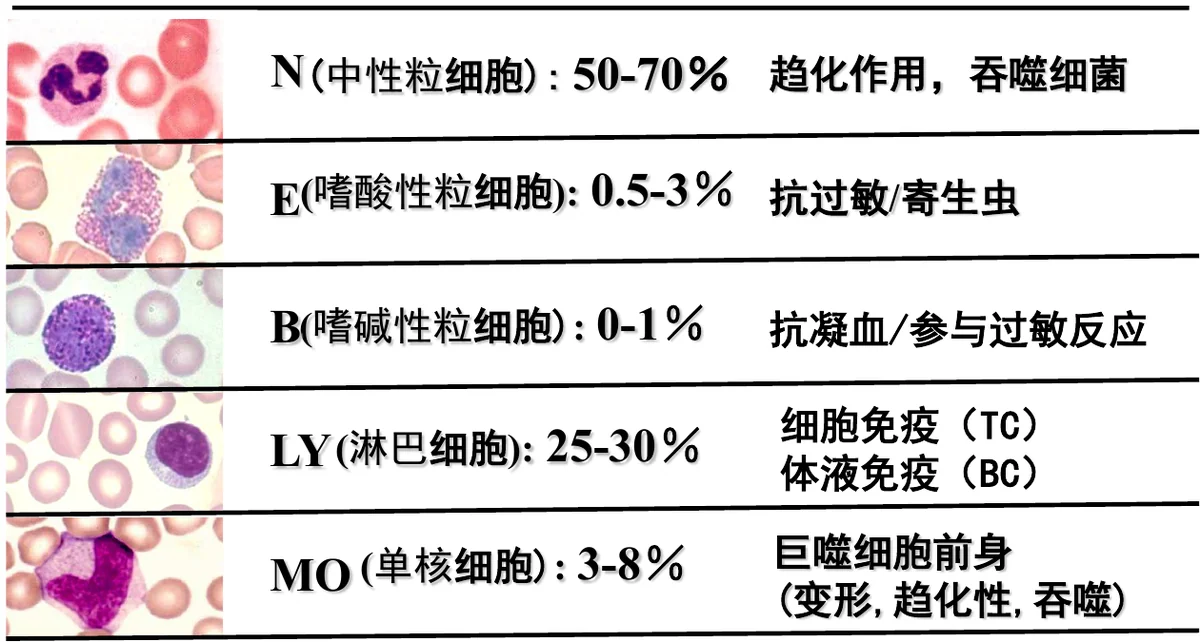 N(中性粒细胞): 50-70% 趋化作用，吞噬细菌
E(嗜酸性粒细胞): 0.5-3% 抗过敏/寄生虫
B(嗜碱性粒细胞): 0-1% 抗凝血/参与过敏反应
LY(淋巴细胞): 25-30% 细胞免疫（TC）
体液免疫（BC）
MO(单核细胞): 3-8% 巨噬细胞前身
(变形,趋化性,吞噬)